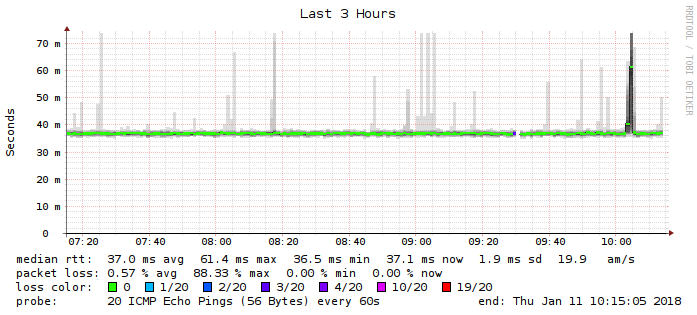 Last 3 Hours
RRDTOOL / TOBI OETIKER
Seconds
70 m
60 m
50 m
40 m
30 m
20 m
10 m
0
07:20 07:40 08:00 08:20 08:40 09:00 09:20 09:40 10:00
median rtt: 37.0 ms avg 61.4 ms max 36.5 ms min 37.1 ms now 1.9 ms sd 19.9 am/s
packet loss: 0.57 % avg 88.33 % max 0.00 % min 0.00 % now
loss color: 0 1/20 2/20 3/20 4/20 10/20 19/20
probe: 20 ICMP Echo Pings (56 Bytes) every 60s end: Thu Jan 11 10:15:05 2018